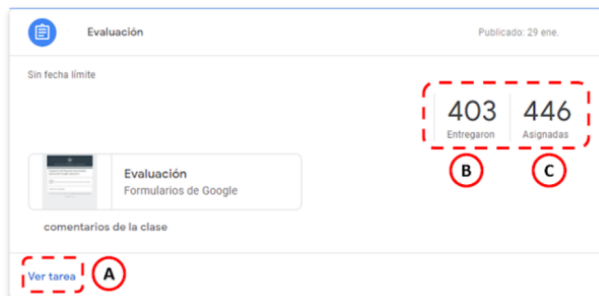 Evaluación
Publicado: 29 ene.
Sin fecha límite
403 446
Entregaron Asignadas
B C
Evaluación
Formularios de Google
comentarios de la clase
Ver tarea A